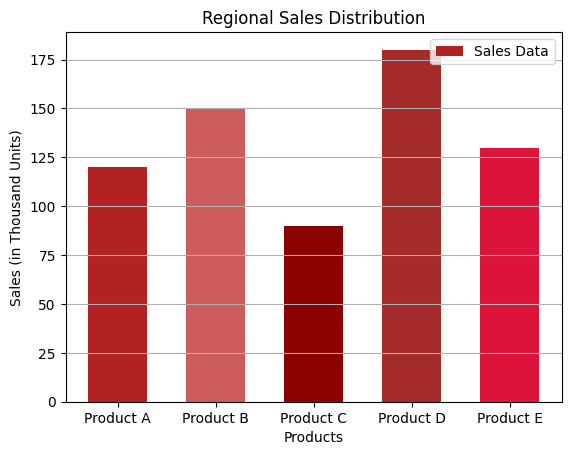 Regional Sales Distribution
Sales Data
Sales (in Thousand Units)
175
150
125
100
75
50
25
0
Product A Product B Product C Product D Product E
Products